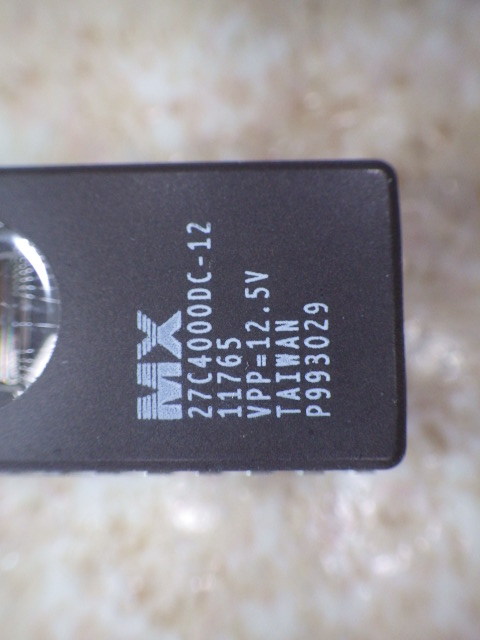 MX
27C4000DC-12
11765
VPP=12.5V
TAIWAN
P993029